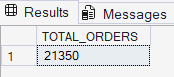 Results Messages
TOTAL_ORDERS
1 21350